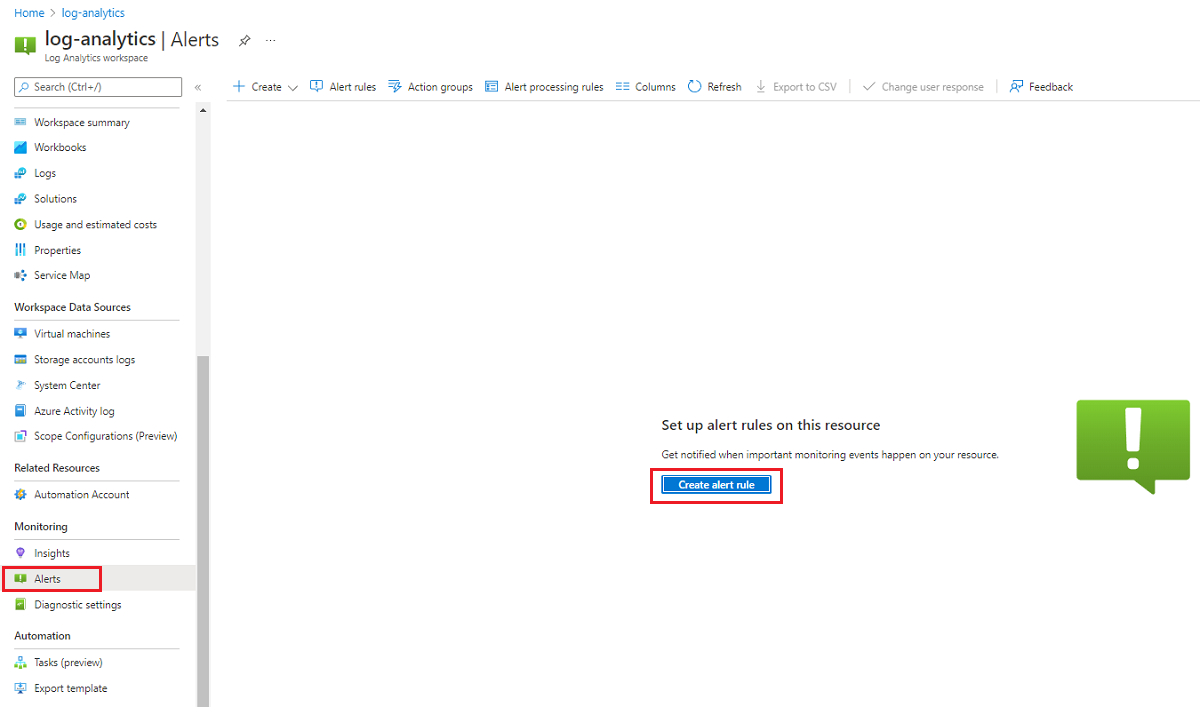 Home > log-analytics
log-analytics | Alerts
...
Log Analytics workspace
Search (Ctrl+/)
«
Create
Alert rules
Action groups
Alert processing rules
Columns
Refresh
Export to CSV
Change user response
Feedback
Workspace summary
Workbooks
Logs
Solutions
Usage and estimated costs
Properties
Service Map
Workspace Data Sources
Virtual machines
Storage accounts logs
System Center
Azure Activity log
Scope Configurations (Preview)
Related Resources
Automation Account
Monitoring
Insights
Alerts
Diagnostic settings
Automation
Tasks (preview)
Export template
Set up alert rules on this resource
Get notified when important monitoring events happen on your resource.
Create alert rule